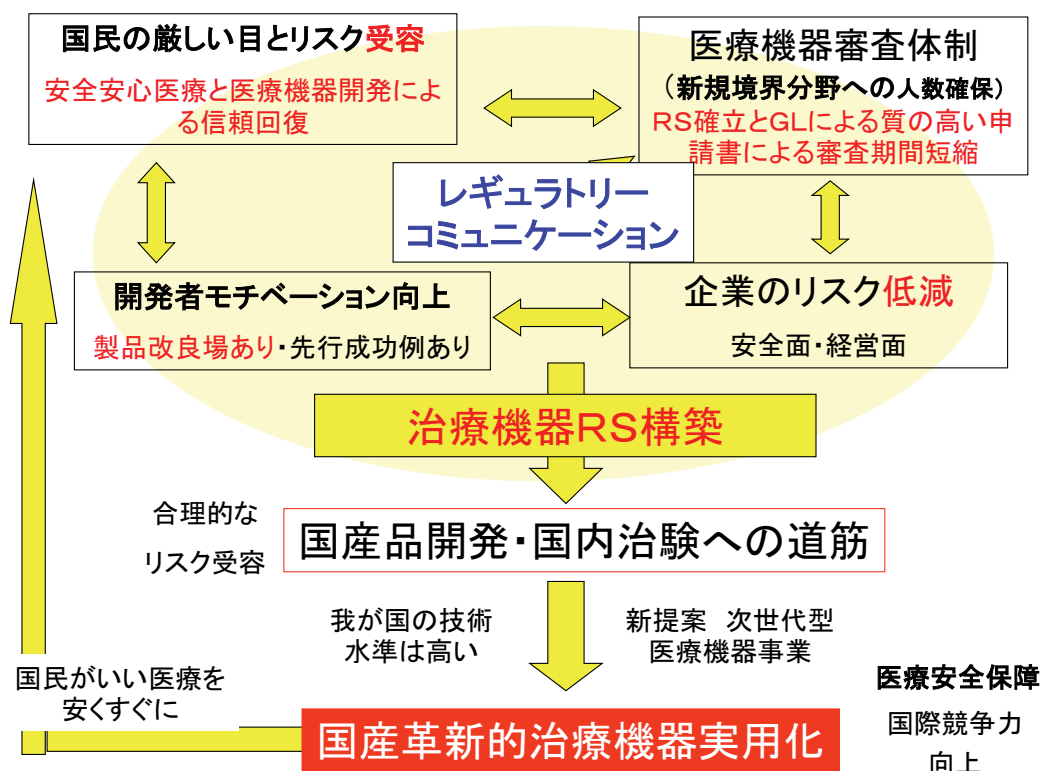 国民の厳しい目とリスク受容
安全安心医療と医療機器開発によ
る信頼回復
医療機器審査体制
（新規境界分野への人数確保）
RS確立とGLによる質の高い申
請書による審査期間短縮
レギュラトリー
コミュニケーション
開発者モチベーション向上
製品改良場あり・先行成功例あり
企業のリスク低減
安全面・経営面
治療機器RS構築
合理的な
リスク受容
国産品開発・国内治験への道筋
我が国の技術
水準は高い
新提案　次世代型
医療機器事業
国民がいい医療を
安くすぐに
国産革新的治療機器実用化
医療安全保障
国際競争力
向上